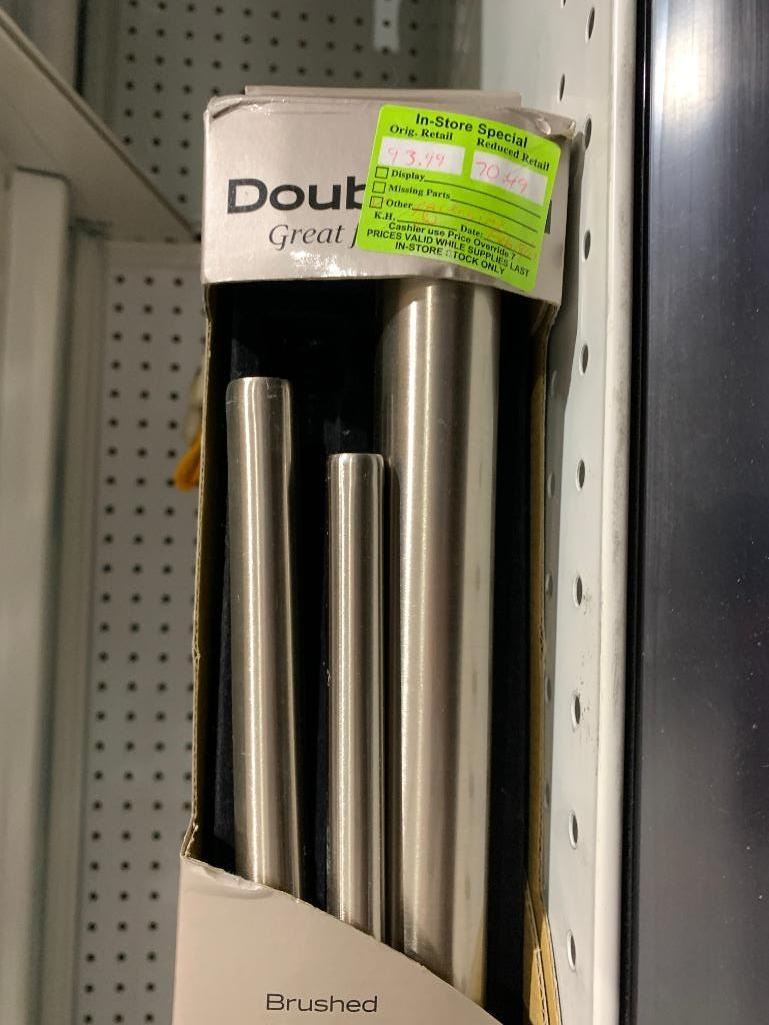 Doub
Great f
In-Store Special
Orig. Retail Reduced Retail
93.99 70.49
Display
Missing Parts
Other
K.H. Date:
Cashier use Price Override 7
PRICES VALID WHILE SUPPLIES LAST
IN-STORE STOCK ONLY
Brushed